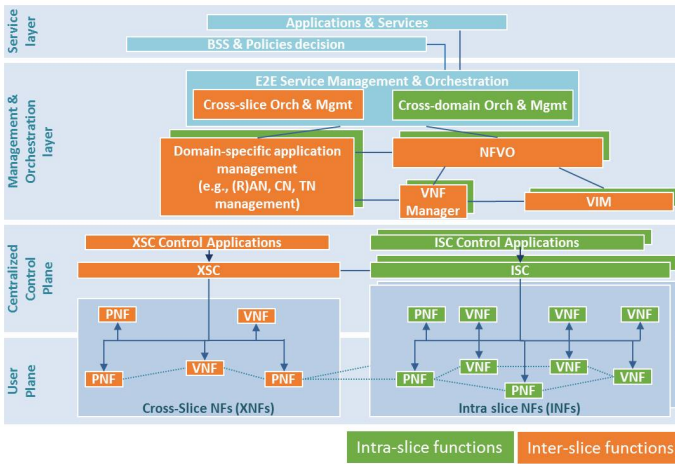 Service
layer
Applications & Services
BSS & Policies decision
Management &
Orchestration
layer
E2E Service Management & Orchestration
Cross-slice Orch & Mgmt
Cross-domain Orch & Mgmt
Domain-specific application
management
(e.g., (R)AN, CN, TN
management)
NFVO
VNF
Manager
VIM
Centralized
Control
Plane
XSC Control Applications
ISC Control Applications
XSC
ISC
PNF
VNF
PNF
VNF
VNF
VNF
User
Plane
PNF
VNF
PNF
PNF
VNF
PNF
VNF
VNF
Cross-Slice NFs (XNFs)
Intra slice NFs (INFs)
Intra-slice functions
Inter-slice functions